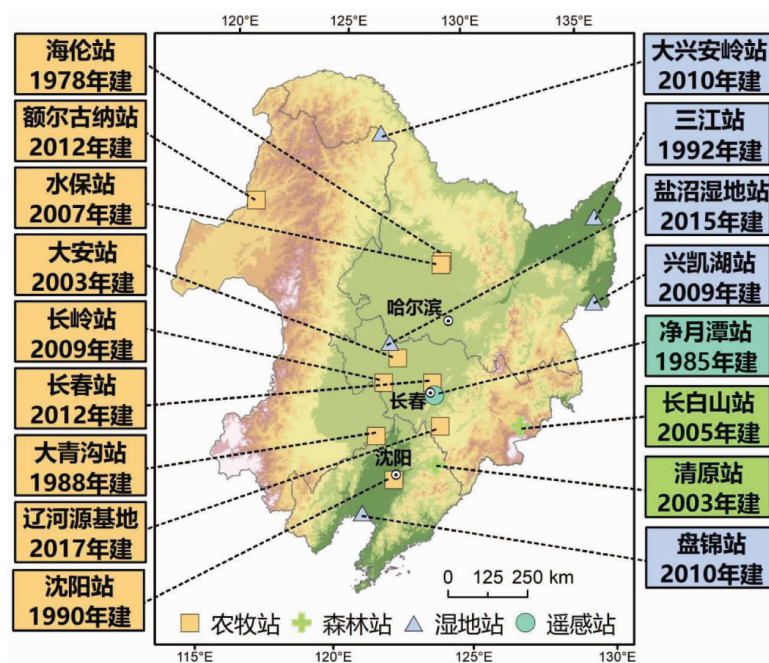 120°E
125°E
130°E
135°E
海伦站
1978年建
额尔古纳站
2012年建
水保站
2007年建
大安站
2003年建
长岭站
2009年建
长春站
2012年建
大青沟站
1988年建
辽河源基地
2017年建
沈阳站
1990年建
哈尔滨
长春
沈阳
大兴安岭站
2010年建
三江站
1992年建
盐沼湿地站
2015年建
兴凯湖站
2009年建
净月潭站
1985年建
长白山站
2005年建
清原站
2003年建
盘锦站
2010年建
0 125 250 km
农牧站 森林站 湿地站 遥感站
115°E
120°E
125°E
130°E